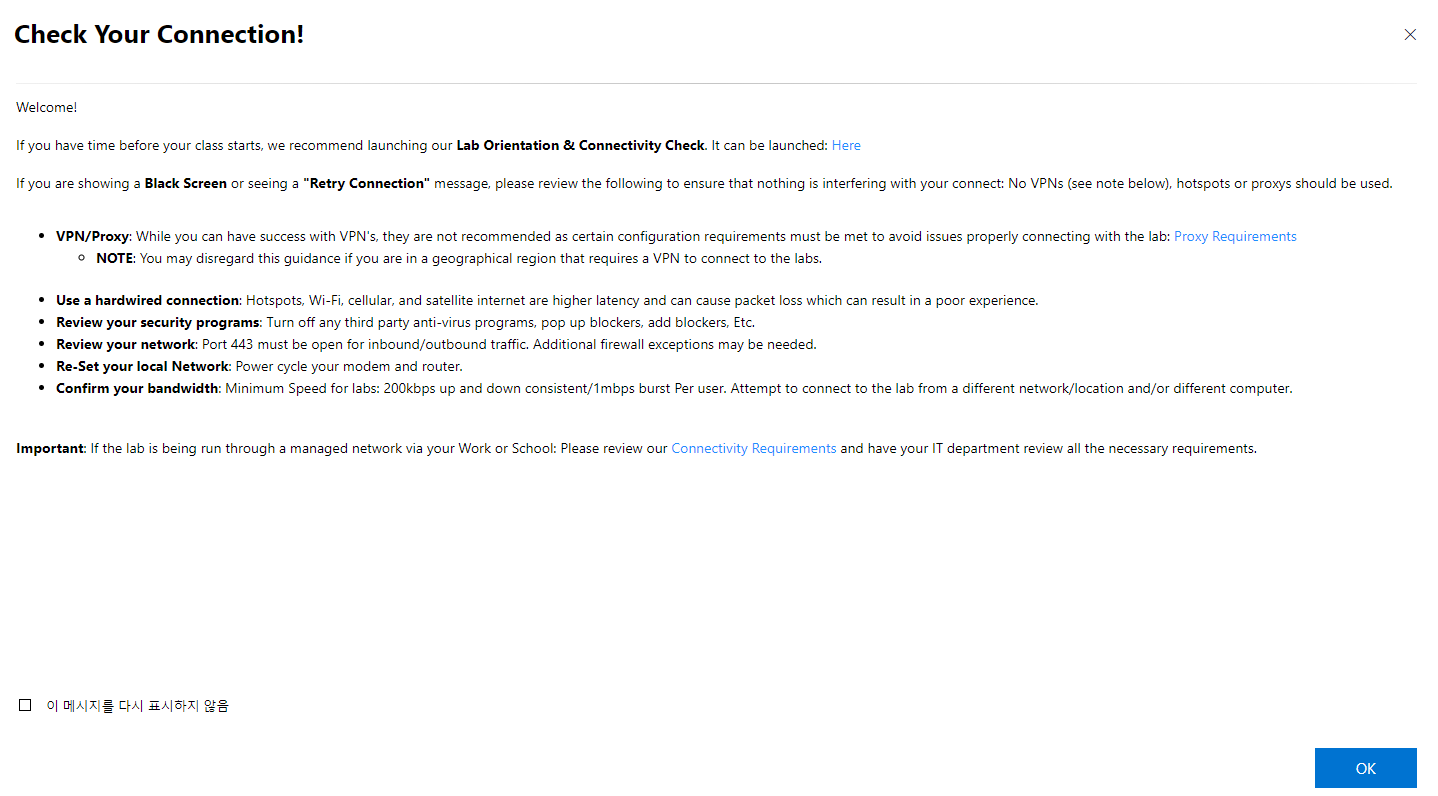 Check Your Connection!
Welcome!
If you have time before your class starts, we recommend launching our Lab Orientation & Connectivity Check. It can be launched: Here
If you are showing a Black Screen or seeing a "Retry Connection" message, please review the following to ensure that nothing is interfering with your connect: No VPNs (see note below), hotspots or proxys should be used.
VPN/Proxy: While you can have success with VPN's, they are not recommended as certain configuration requirements must be met to avoid issues properly connecting with the lab: Proxy Requirements
NOTE: You may disregard this guidance if you are in a geographical region that requires a VPN to connect to the labs.
Use a hardwired connection: Hotspots, Wi-Fi, cellular, and satellite internet are higher latency and can cause packet loss which can result in a poor experience.
Review your security programs: Turn off any third party anti-virus programs, pop up blockers, add blockers, Etc.
Review your network: Port 443 must be open for inbound/outbound traffic. Additional firewall exceptions may be needed.
Re-Set your local Network: Power cycle your modem and router.
Confirm your bandwidth: Minimum Speed for labs: 200kbps up and down consistent/1mbps burst Per user. Attempt to connect to the lab from a different network/location and/or different computer.
Important: If the lab is being run through a managed network via your Work or School: Please review our Connectivity Requirements and have your IT department review all the necessary requirements.
이 메시지를 다시 표시하지 않음
OK